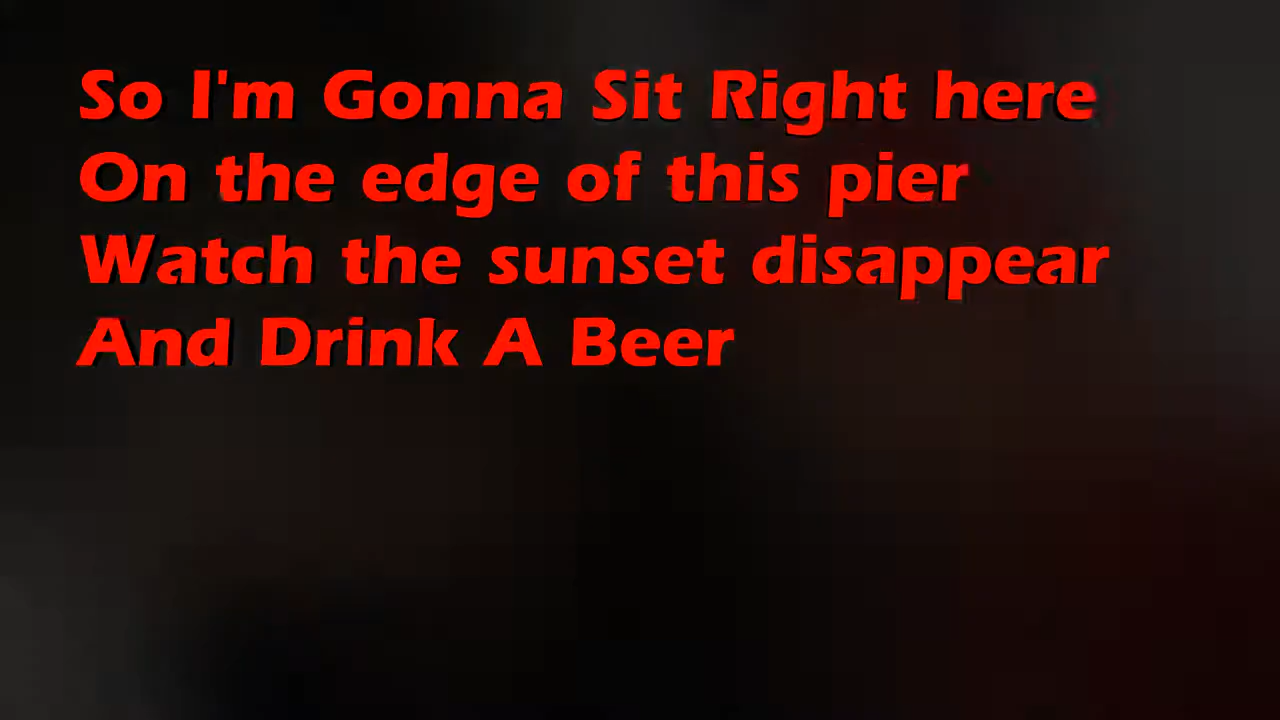 So I'm Gonna Sit Right here
On the edge of this pier
Watch the sunset disappear
And Drink A Beer